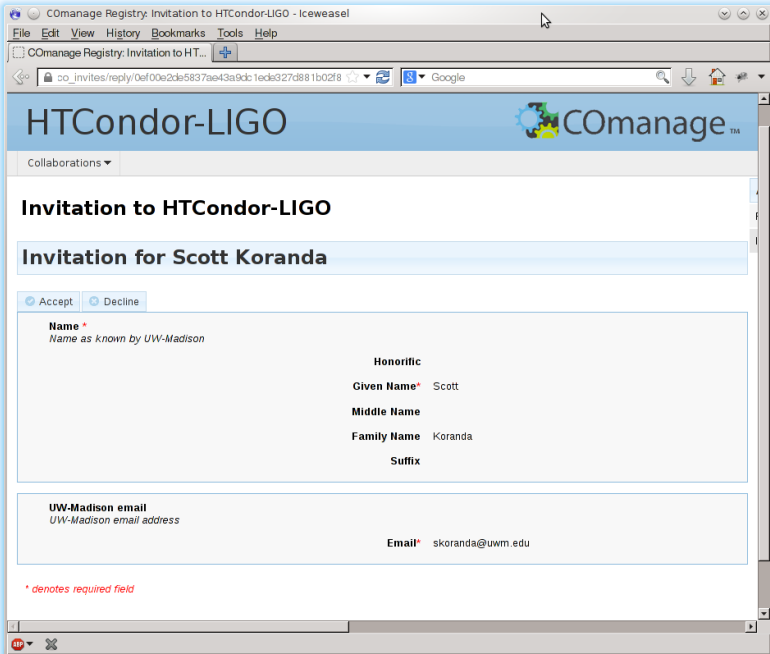 COmanage Registry: Invitation to HTCondor-LIGO - Iceweasel
File Edit View History Bookmarks Tools Help
COmanage Registry: Invitation to HT...
co_invites/reply/0ef00e2de5837ae43a9dc1ede327d881b02f8
Google
HTCondor-LIGO
COmanage ™
Collaborations
Invitation to HTCondor-LIGO
Invitation for Scott Koranda
Accept
Decline
Name *
Name as known by UW-Madison
Honorific
Given Name* Scott
Middle Name
Family Name Koranda
Suffix
UW-Madison email
UW-Madison email address
Email* skoranda@uwm.edu
* denotes required field
ABP